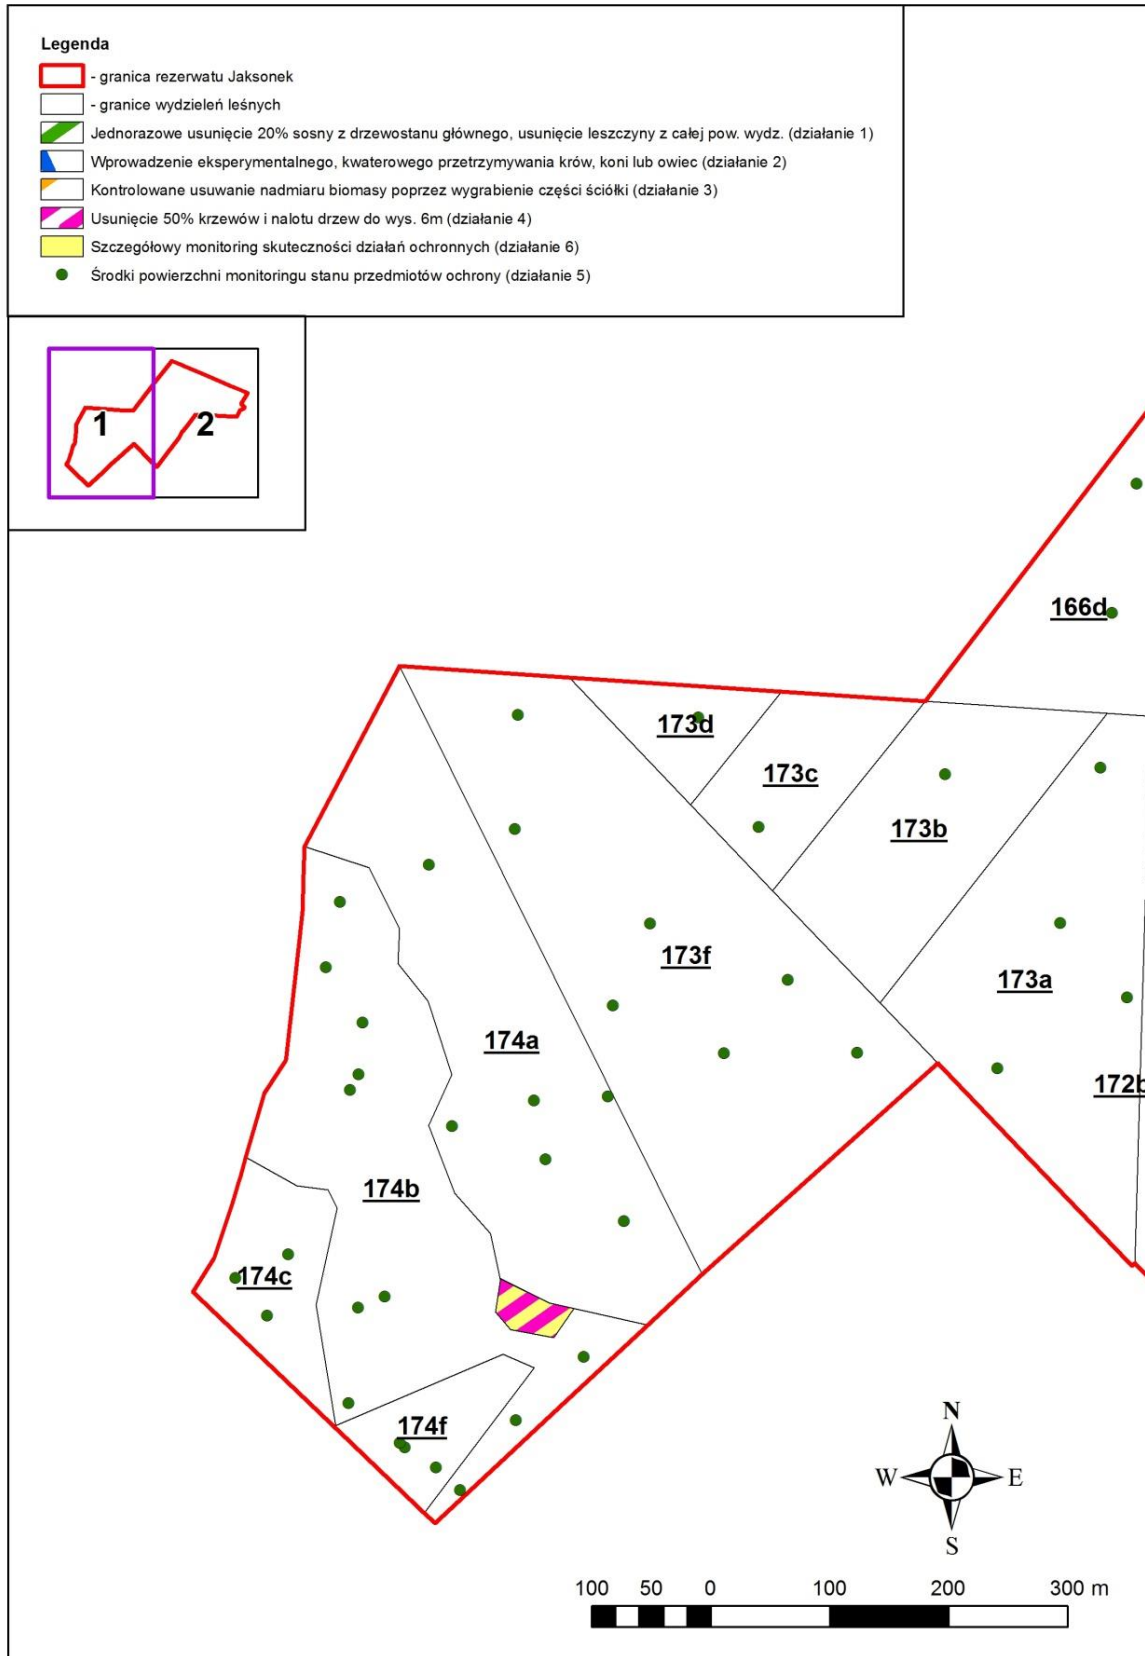 Legenda
- granica rezerwatu Jaksonek
- granice wydzieleń leśnych
Jednorazowe usunięcie 20% sosny z drzewostanu głównego, usunięcie leszczyny z całej pow. wydz. (działanie 1)
Wprowadzenie eksperymentalnego, kwaterowego przetrzymywania krów, koni lub owiec (działanie 2)
Kontrolowane usuwanie nadmiaru biomasy poprzez wygrabienie części ściółki (działanie 3)
Usunięcie 50% krzewów i nalotu drzew do wys. 6m (działanie 4)
Szczegółowy monitoring skuteczności działań ochronnych (działanie 6)
Środki powierzchni monitoringu stanu przedmiotów ochrony (działanie 5)
1 2
166d
173d
173c
173b
173f
173a
174a
172b
174b
174c
174f
N
W E
S
100 50 0 100 200 300 m